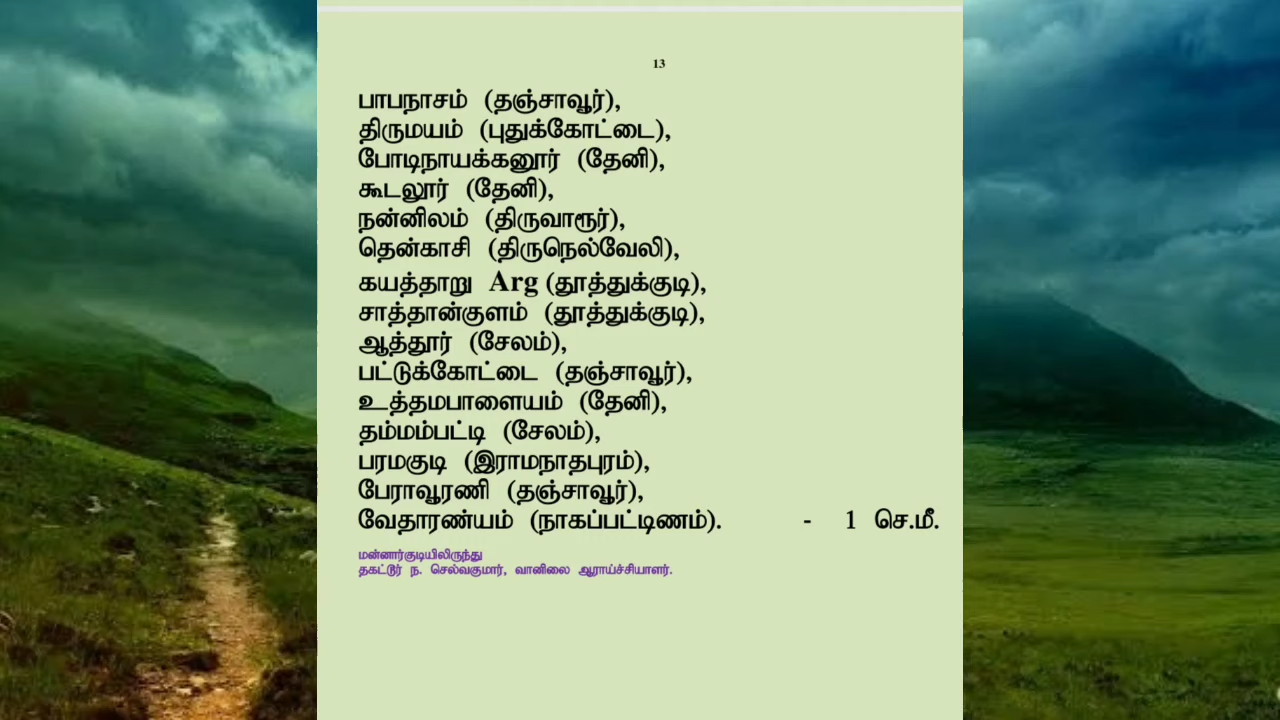 13
பாபநாசம் (தஞ்சாவூர்),
திருமயம் (புதுக்கோட்டை),
போடிநாயக்கனூர் (தேனி),
கூடலூர் (தேனி),
நன்னிலம் (திருவாரூர்),
தென்காசி (திருநெல்வேலி),
கயத்தாறு Arg (தூத்துக்குடி),
சாத்தான்குளம் (தூத்துக்குடி),
ஆத்தூர் (சேலம்),
பட்டுக்கோட்டை (தஞ்சாவூர்),
உத்தமபாளையம் (தேனி),
தம்மம்பட்டி (சேலம்),
பரமகுடி (இராமநாதபுரம்),
பேராவூரணி (தஞ்சாவூர்),
வேதாரண்யம் (நாகப்பட்டிணம்). - 1 செ.மீ.
மன்னார்குடியிலிருந்து
தகட்டூர் ந. செல்வகுமார், வானிலை ஆராய்ச்சியாளர்.